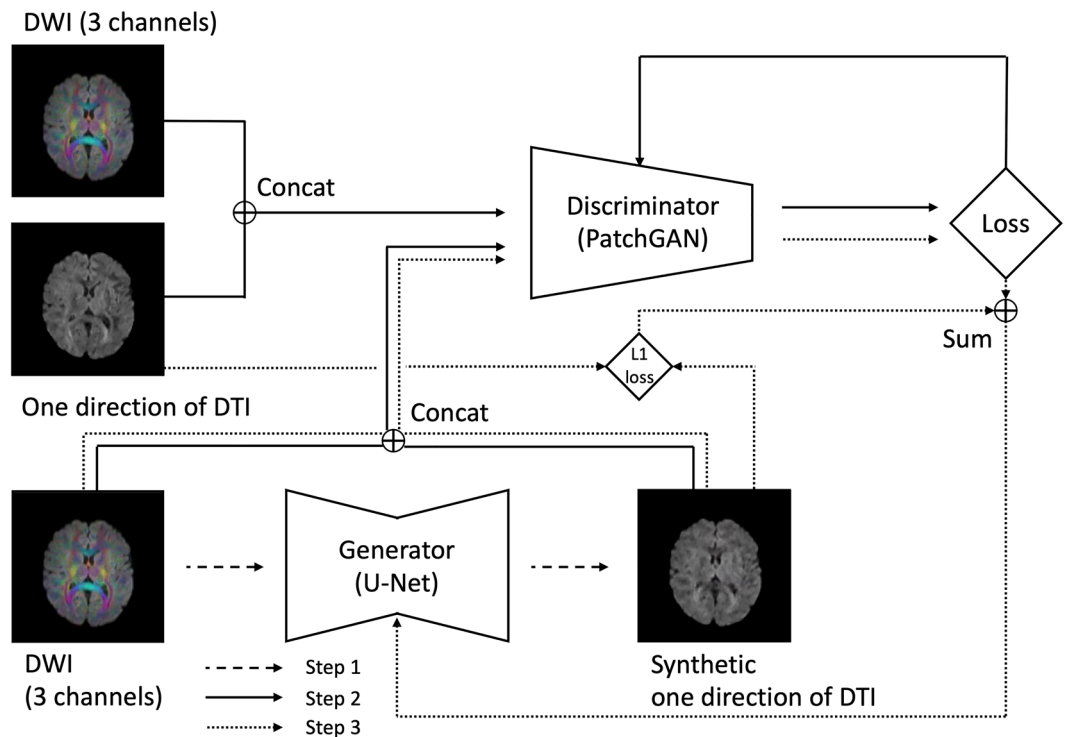 DWI (3 channels)
Concat
Discriminator
(PatchGAN)
Loss
Sum
L1
loss
One direction of DTI
Concat
Generator
(U-Net)
DWI
(3 channels)
Step 1
Step 2
Step 3
Synthetic
one direction of DTI